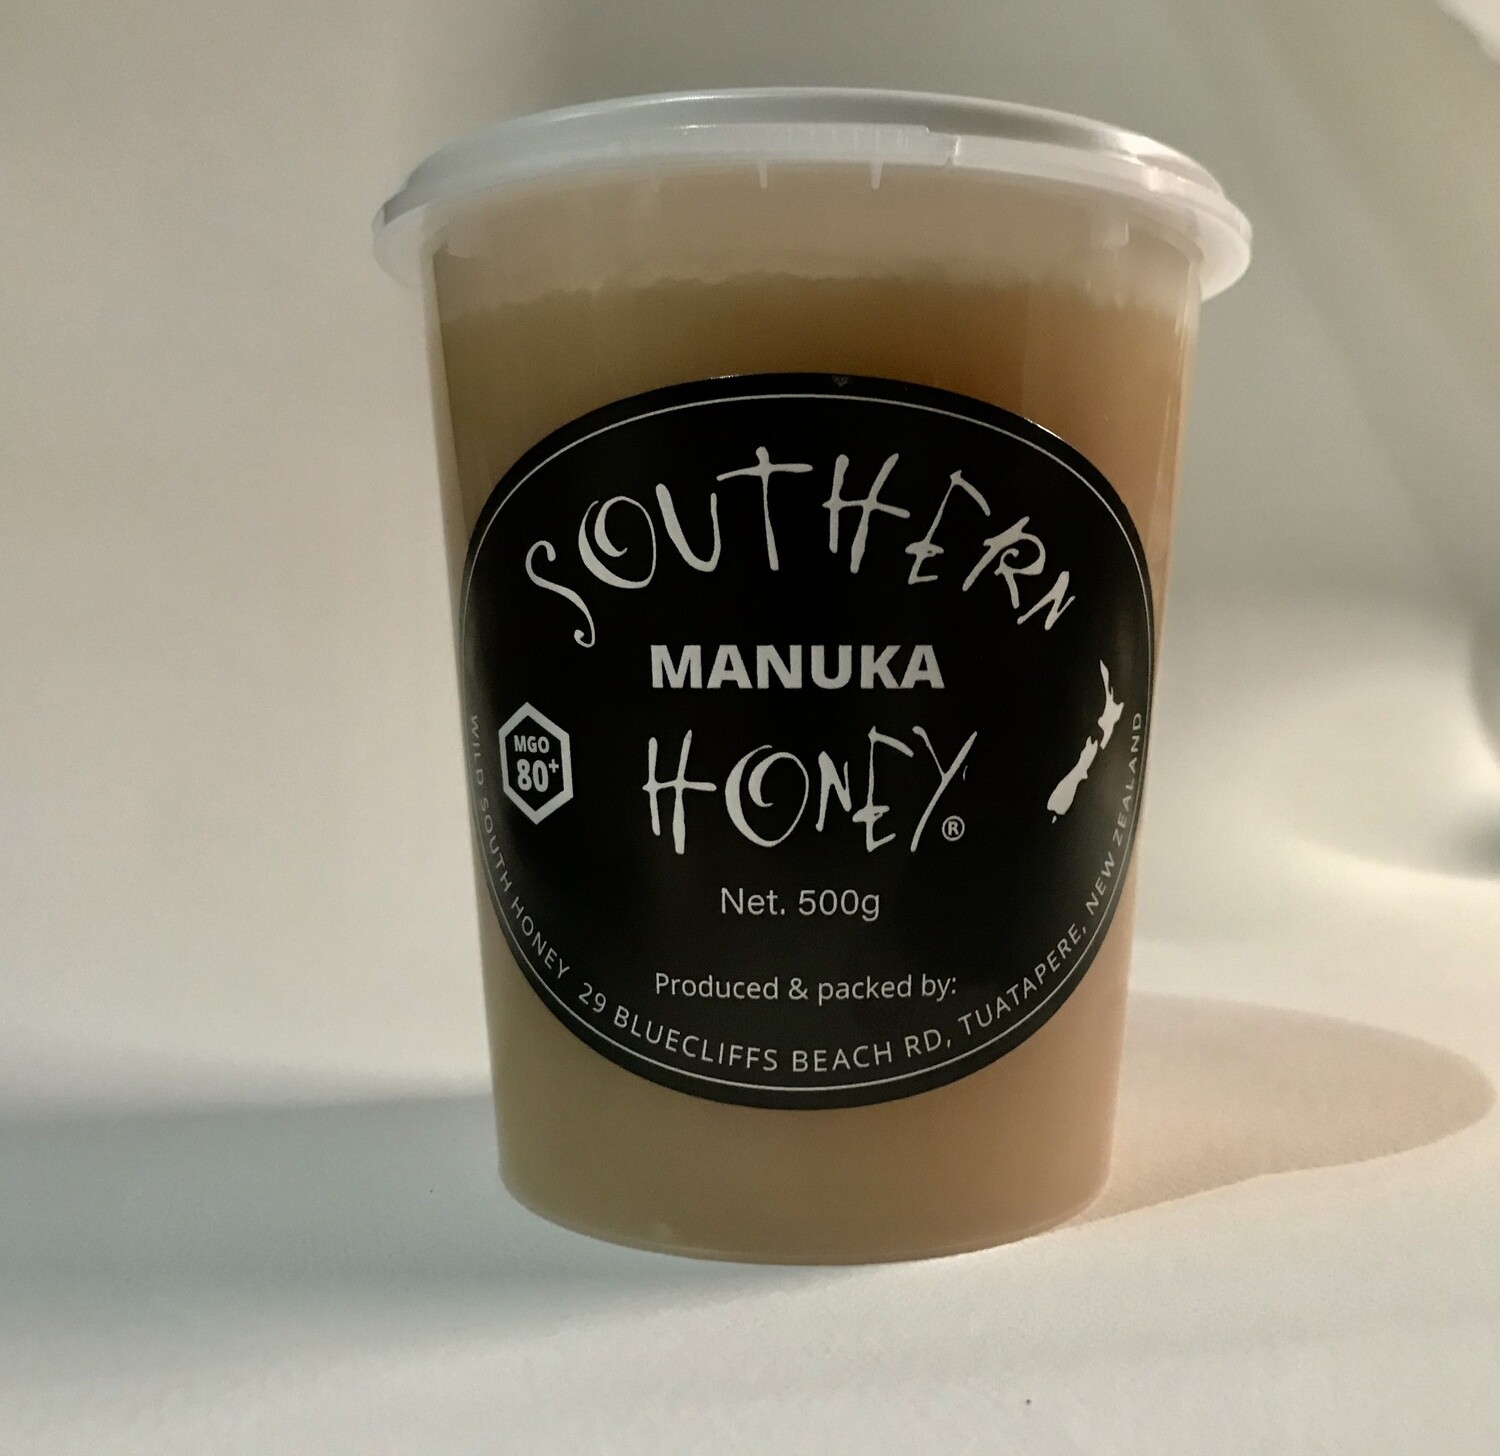 SOUTHERN
MANUKA
HONEY®
MGO
80+
Net. 500g
Produced & packed by:
WILD SOUTH HONEY 29 BLUECLIFFS BEACH RD, TUATAPERE, NEW ZEALAND